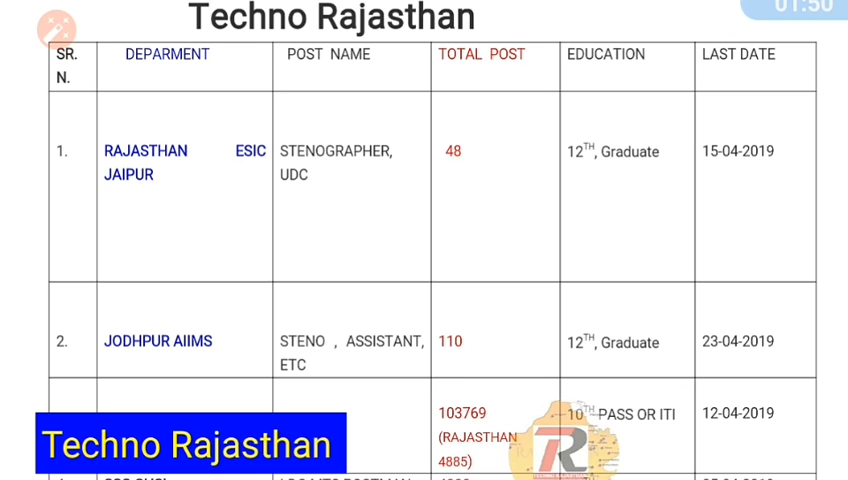 Techno Rajasthan
01:50
SR. N.
DEPARMENT
POST NAME
TOTAL POST
EDUCATION
LAST DATE
1.
RAJASTHAN ESIC
JAIPUR
STENOGRAPHER,
UDC
48
12TH, Graduate
15-04-2019
2.
JODHPUR AIIMS
STENO , ASSISTANT,
ETC
110
12TH, Graduate
23-04-2019
103769
(RAJASTHAN
4885)
10TH PASS OR ITI
12-04-2019
Techno Rajasthan
TR